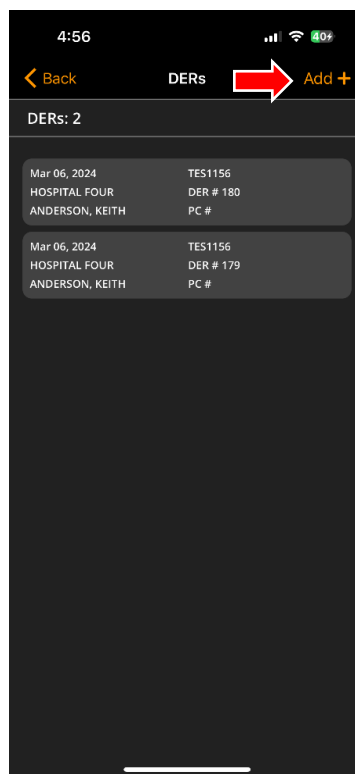 4:56
40
Back DERs Add +
DERs: 2
Mar 06, 2024 TES1156
HOSPITAL FOUR DER # 180
ANDERSON, KEITH PC #
Mar 06, 2024 TES1156
HOSPITAL FOUR DER # 179
ANDERSON, KEITH PC #